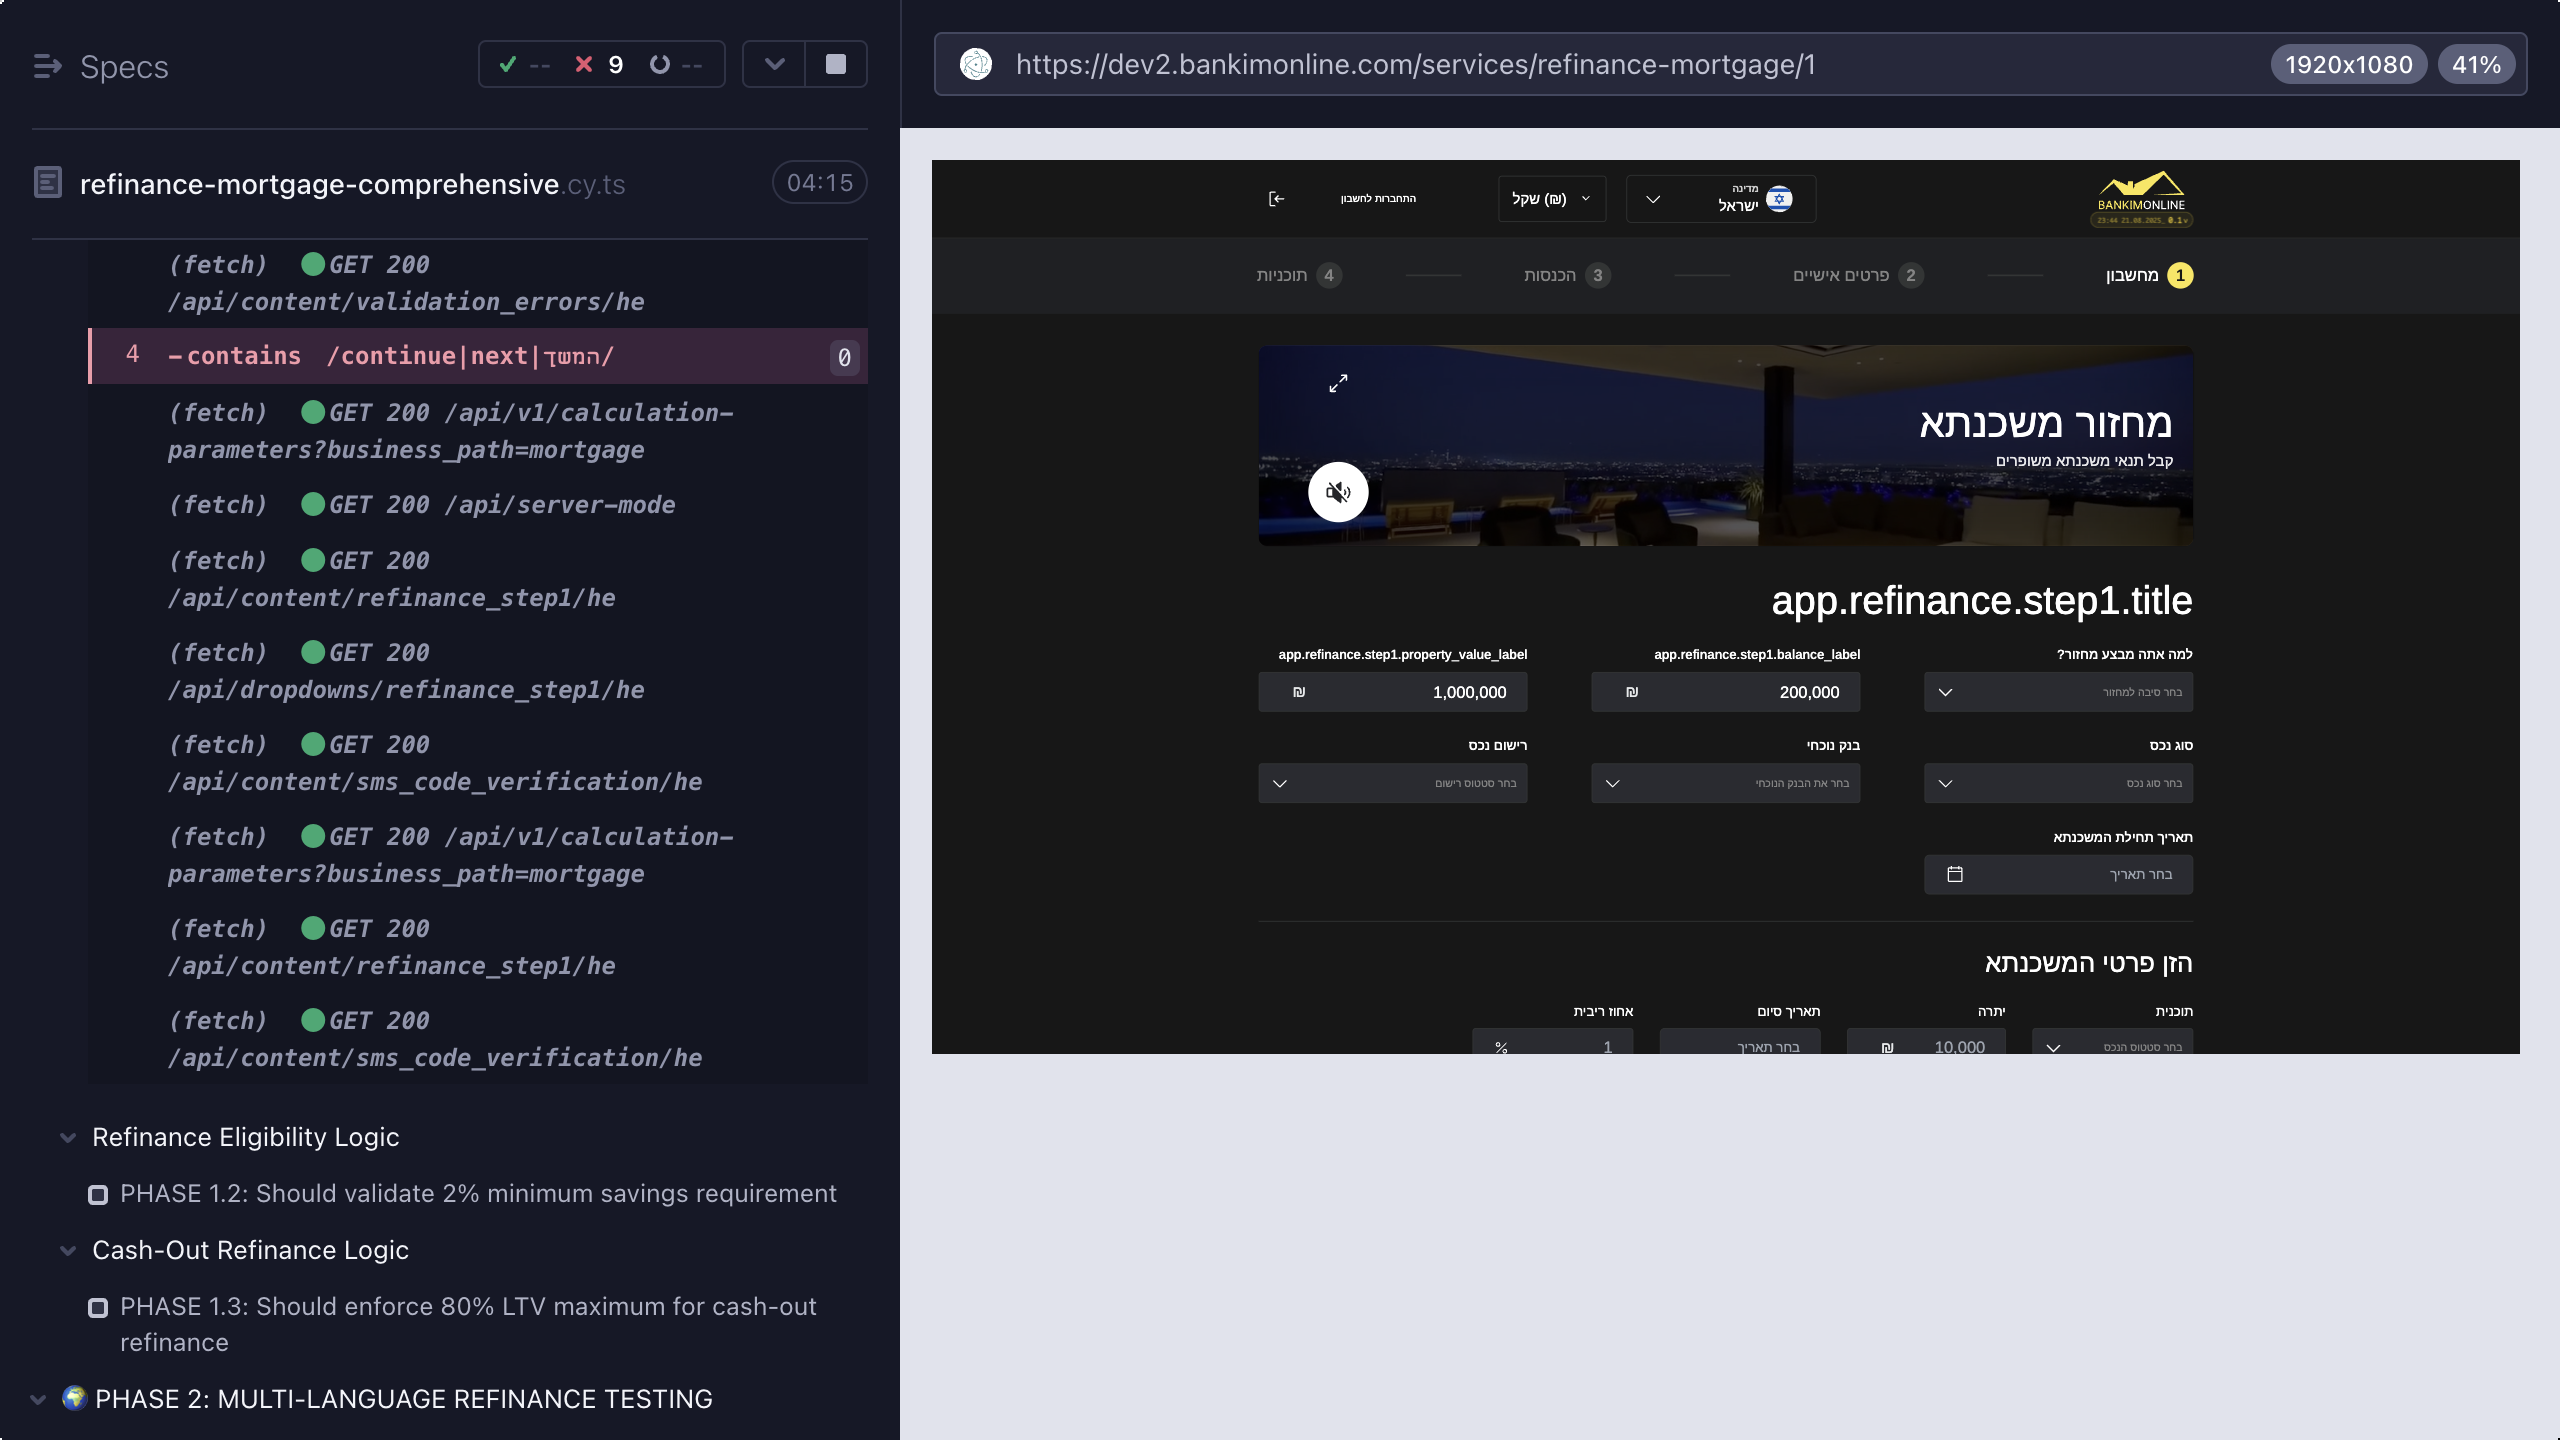 Specs
-- 9 --
refinance-mortgage-comprehensive.cy.ts 04:15
(fetch) GET 200
/api/content/validation_errors/he
4 -contains /continue|next|המשך/ 0
(fetch) GET 200 /api/v1/calculation-
parameters?business_path=mortgage
(fetch) GET 200 /api/server-mode
(fetch) GET 200
/api/content/refinance_step1/he
(fetch) GET 200
/api/dropdowns/refinance_step1/he
(fetch) GET 200
/api/content/sms_code_verification/he
(fetch) GET 200 /api/v1/calculation-
parameters?business_path=mortgage
(fetch) GET 200
/api/content/refinance_step1/he
(fetch) GET 200
/api/content/sms_code_verification/he
Refinance Eligibility Logic
PHASE 1.2: Should validate 2% minimum savings requirement
Cash-Out Refinance Logic
PHASE 1.3: Should enforce 80% LTV maximum for cash-out
refinance
PHASE 2: MULTI-LANGUAGE REFINANCE TESTING
https://dev2.bankimonline.com/services/refinance-mortgage/1 1920x1080 41%
BANKIMONLINE
23:44 21.08.2025_ 0.1v
מדינה
ישראל
שקל (₪)
התחברות לחשבון
1 מחשבון
2 פרטים אישיים
3 הכנסות
4 תוכניות
מחזור משכנתא
קבל תנאי משכנתא משופרים
app.refinance.step1.title
למה אתה מבצע מחזור?
בחר סיבה למחזור
app.refinance.step1.balance_label
200,000 ₪
app.refinance.step1.property_value_label
1,000,000 ₪
סוג נכס
בחר סוג נכס
בנק נוכחי
בחר את הבנק הנוכחי
רישום נכס
בחר סטטוס רישום
תאריך תחילת המשכנתא
בחר תאריך
הזן פרטי המשכנתא
תוכנית
בחר סטטוס הנכס
יתרה
10,000 ₪
תאריך סיום
בחר תאריך
אחוז ריבית
1 %